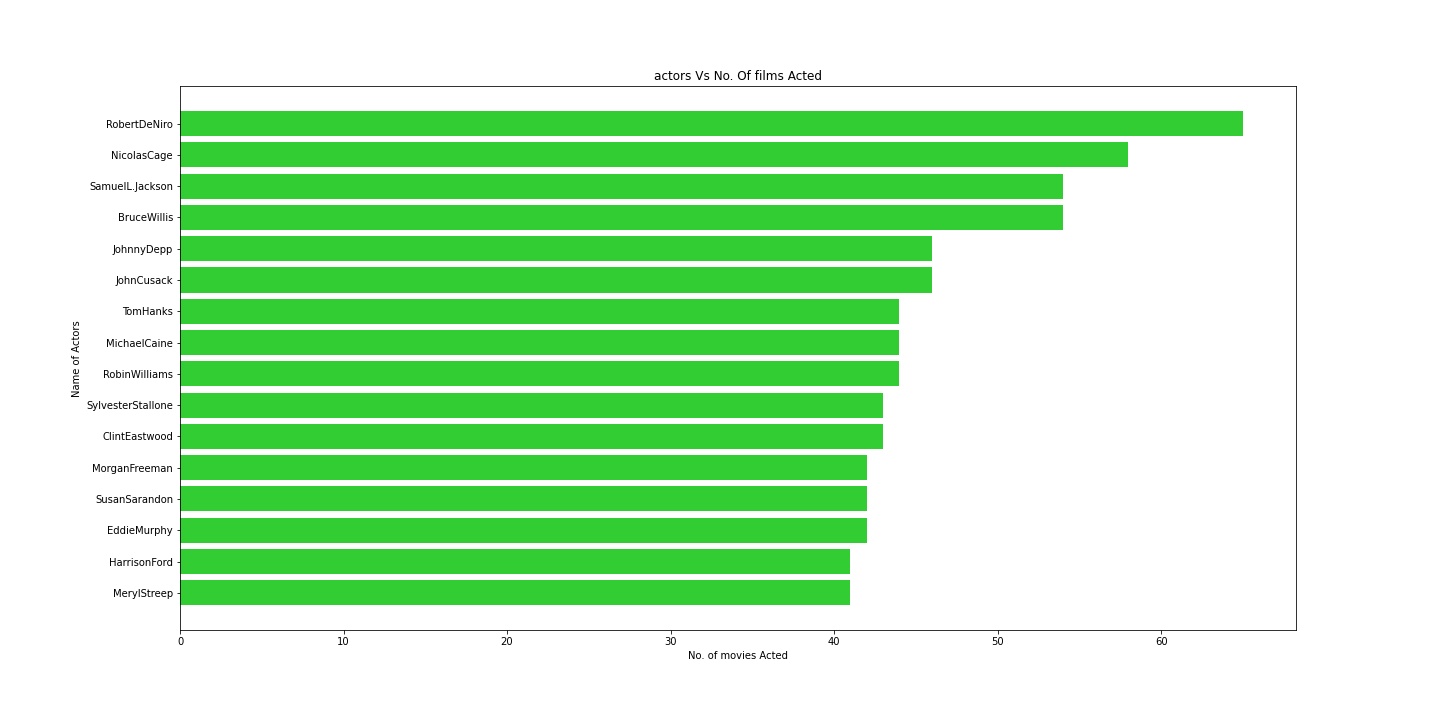 actors Vs No. Of films Acted
RobertDeNiro
NicolasCage
SamuelL.Jackson
BruceWillis
JohnnyDepp
JohnCusack
TomHanks
MichaelCaine
RobinWilliams
SylvesterStallone
ClintEastwood
MorganFreeman
SusanSarandon
EddieMurphy
HarrisonFord
MerylStreep
Name of Actors
0 10 20 30 40 50 60
No. of movies Acted